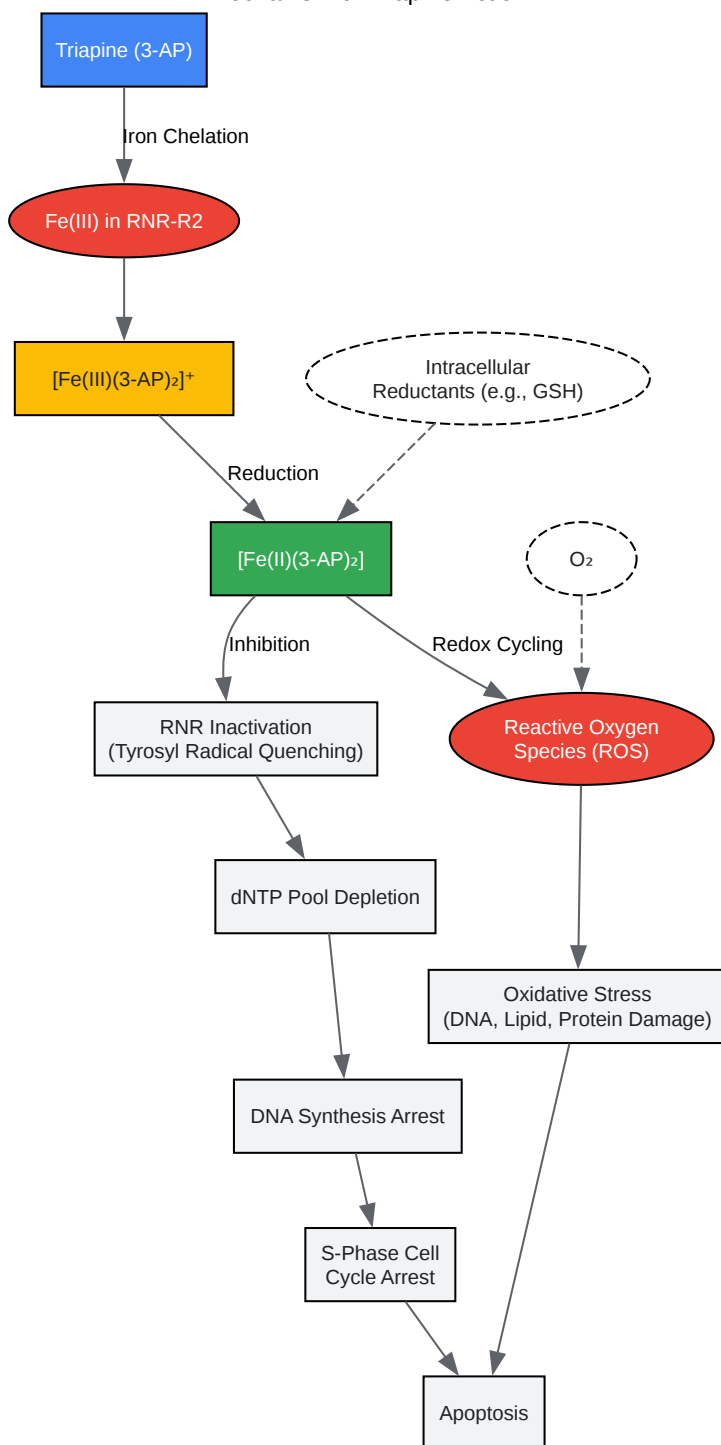 Triapine (3-AP)
Iron Chelation
Fe(III) in RNR-R2
[Fe(III)(3-AP)₂]⁺
Intracellular
Reductants (e.g., GSH)
Reduction
[Fe(II)(3-AP)₂]
O₂
Inhibition
Redox Cycling
RNR Inactivation
(Tyrosyl Radical Quenching)
Reactive Oxygen
Species (ROS)
dNTP Pool Depletion
Oxidative Stress
(DNA, Lipid, Protein Damage)
DNA Synthesis Arrest
S-Phase Cell
Cycle Arrest
Apoptosis